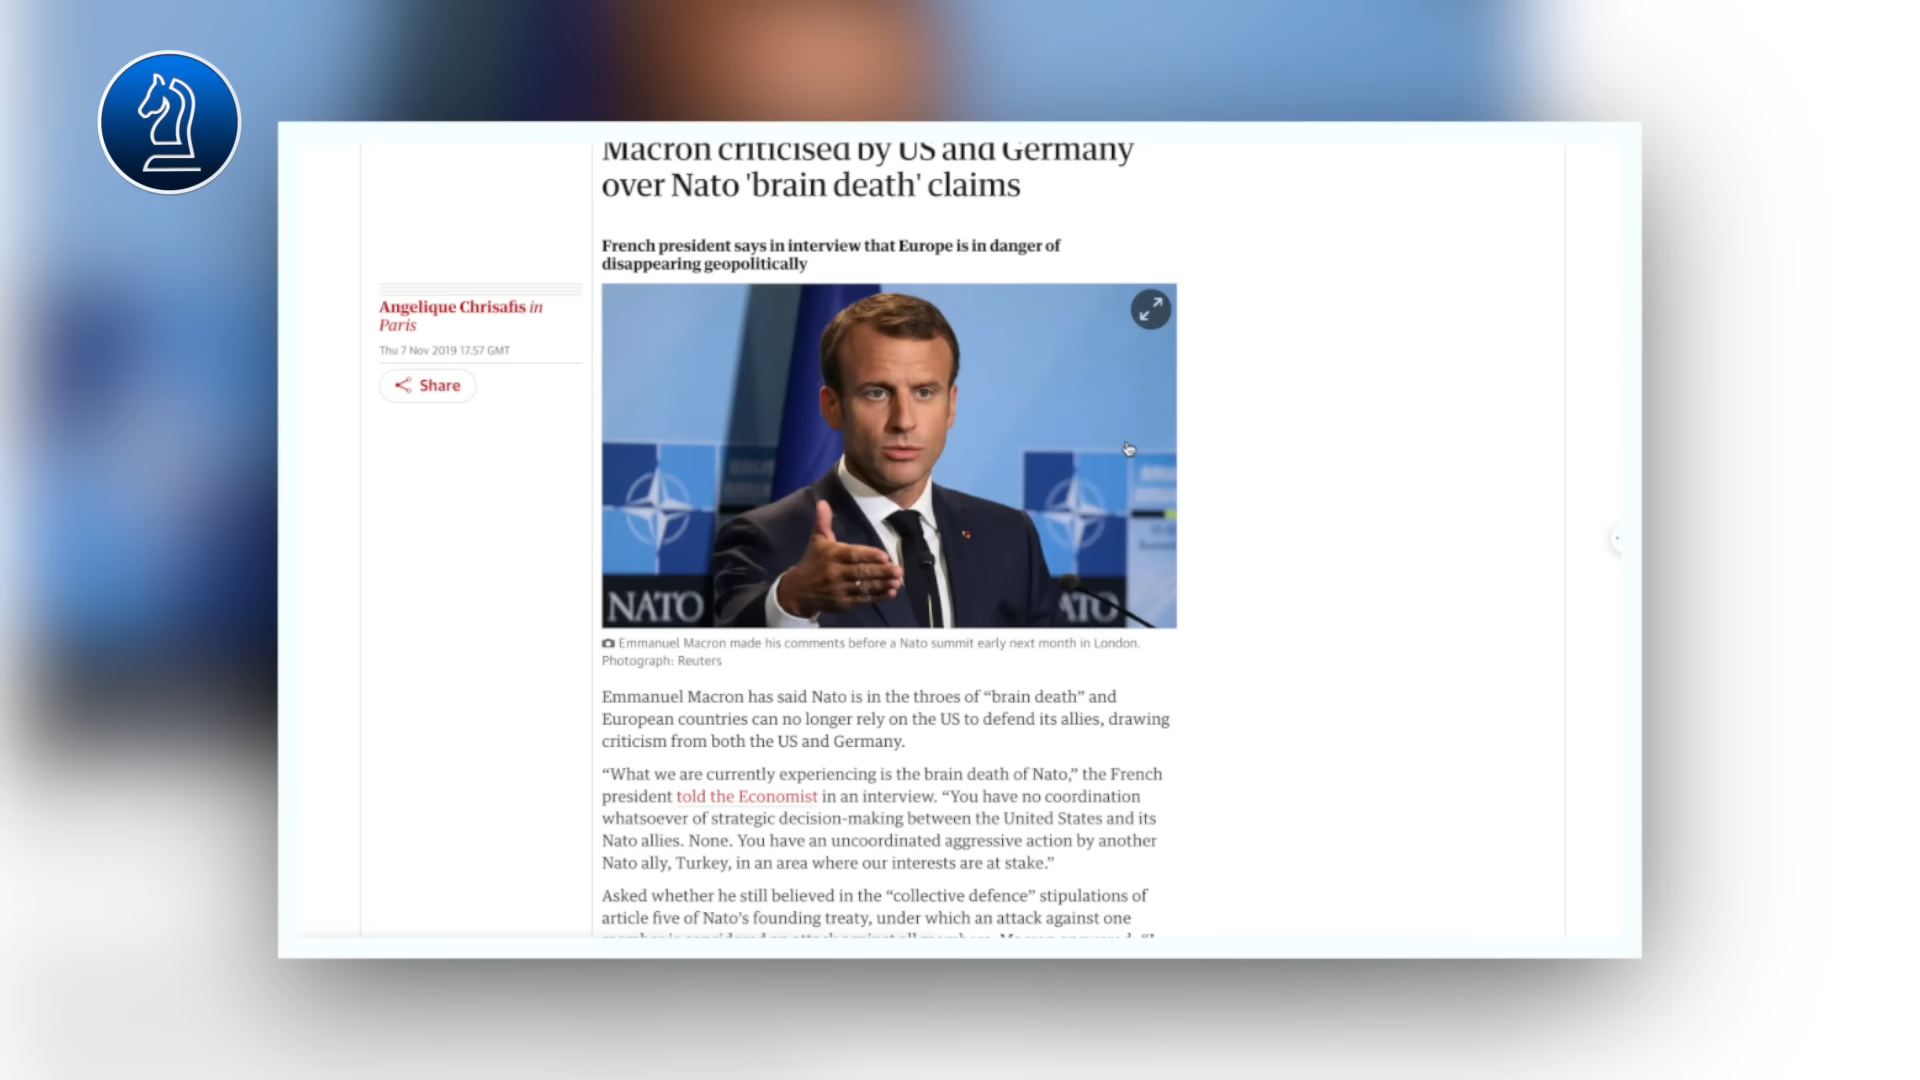 Macron criticised by US and Germany
over Nato 'brain death' claims
French president says in interview that Europe is in danger of
disappearing geopolitically
Angelique Chrisafis in
Paris
Thu 7 Nov 2019 17.57 GMT
Share
NATO
ATO
Emmanuel Macron made his comments before a Nato summit early next month in London.
Photograph: Reuters
Emmanuel Macron has said Nato is in the throes of “brain death” and
European countries can no longer rely on the US to defend its allies, drawing
criticism from both the US and Germany.
“What we are currently experiencing is the brain death of Nato,” the French
president told the Economist in an interview. “You have no coordination
whatsoever of strategic decision-making between the United States and its
Nato allies. None. You have an uncoordinated aggressive action by another
Nato ally, Turkey, in an area where our interests are at stake.”
Asked whether he still believed in the “collective defence” stipulations of
article five of Nato’s founding treaty, under which an attack against one